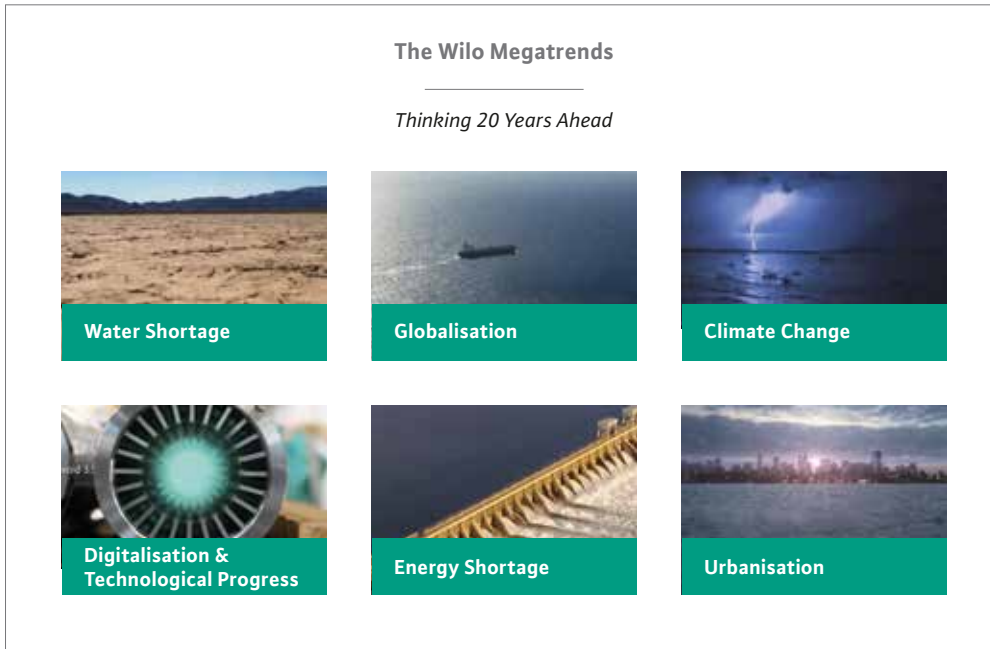 The Wilo Megatrends
Thinking 20 Years Ahead
Water Shortage
Globalisation
Climate Change
Digitalisation &
Technological Progress
Energy Shortage
Urbanisation